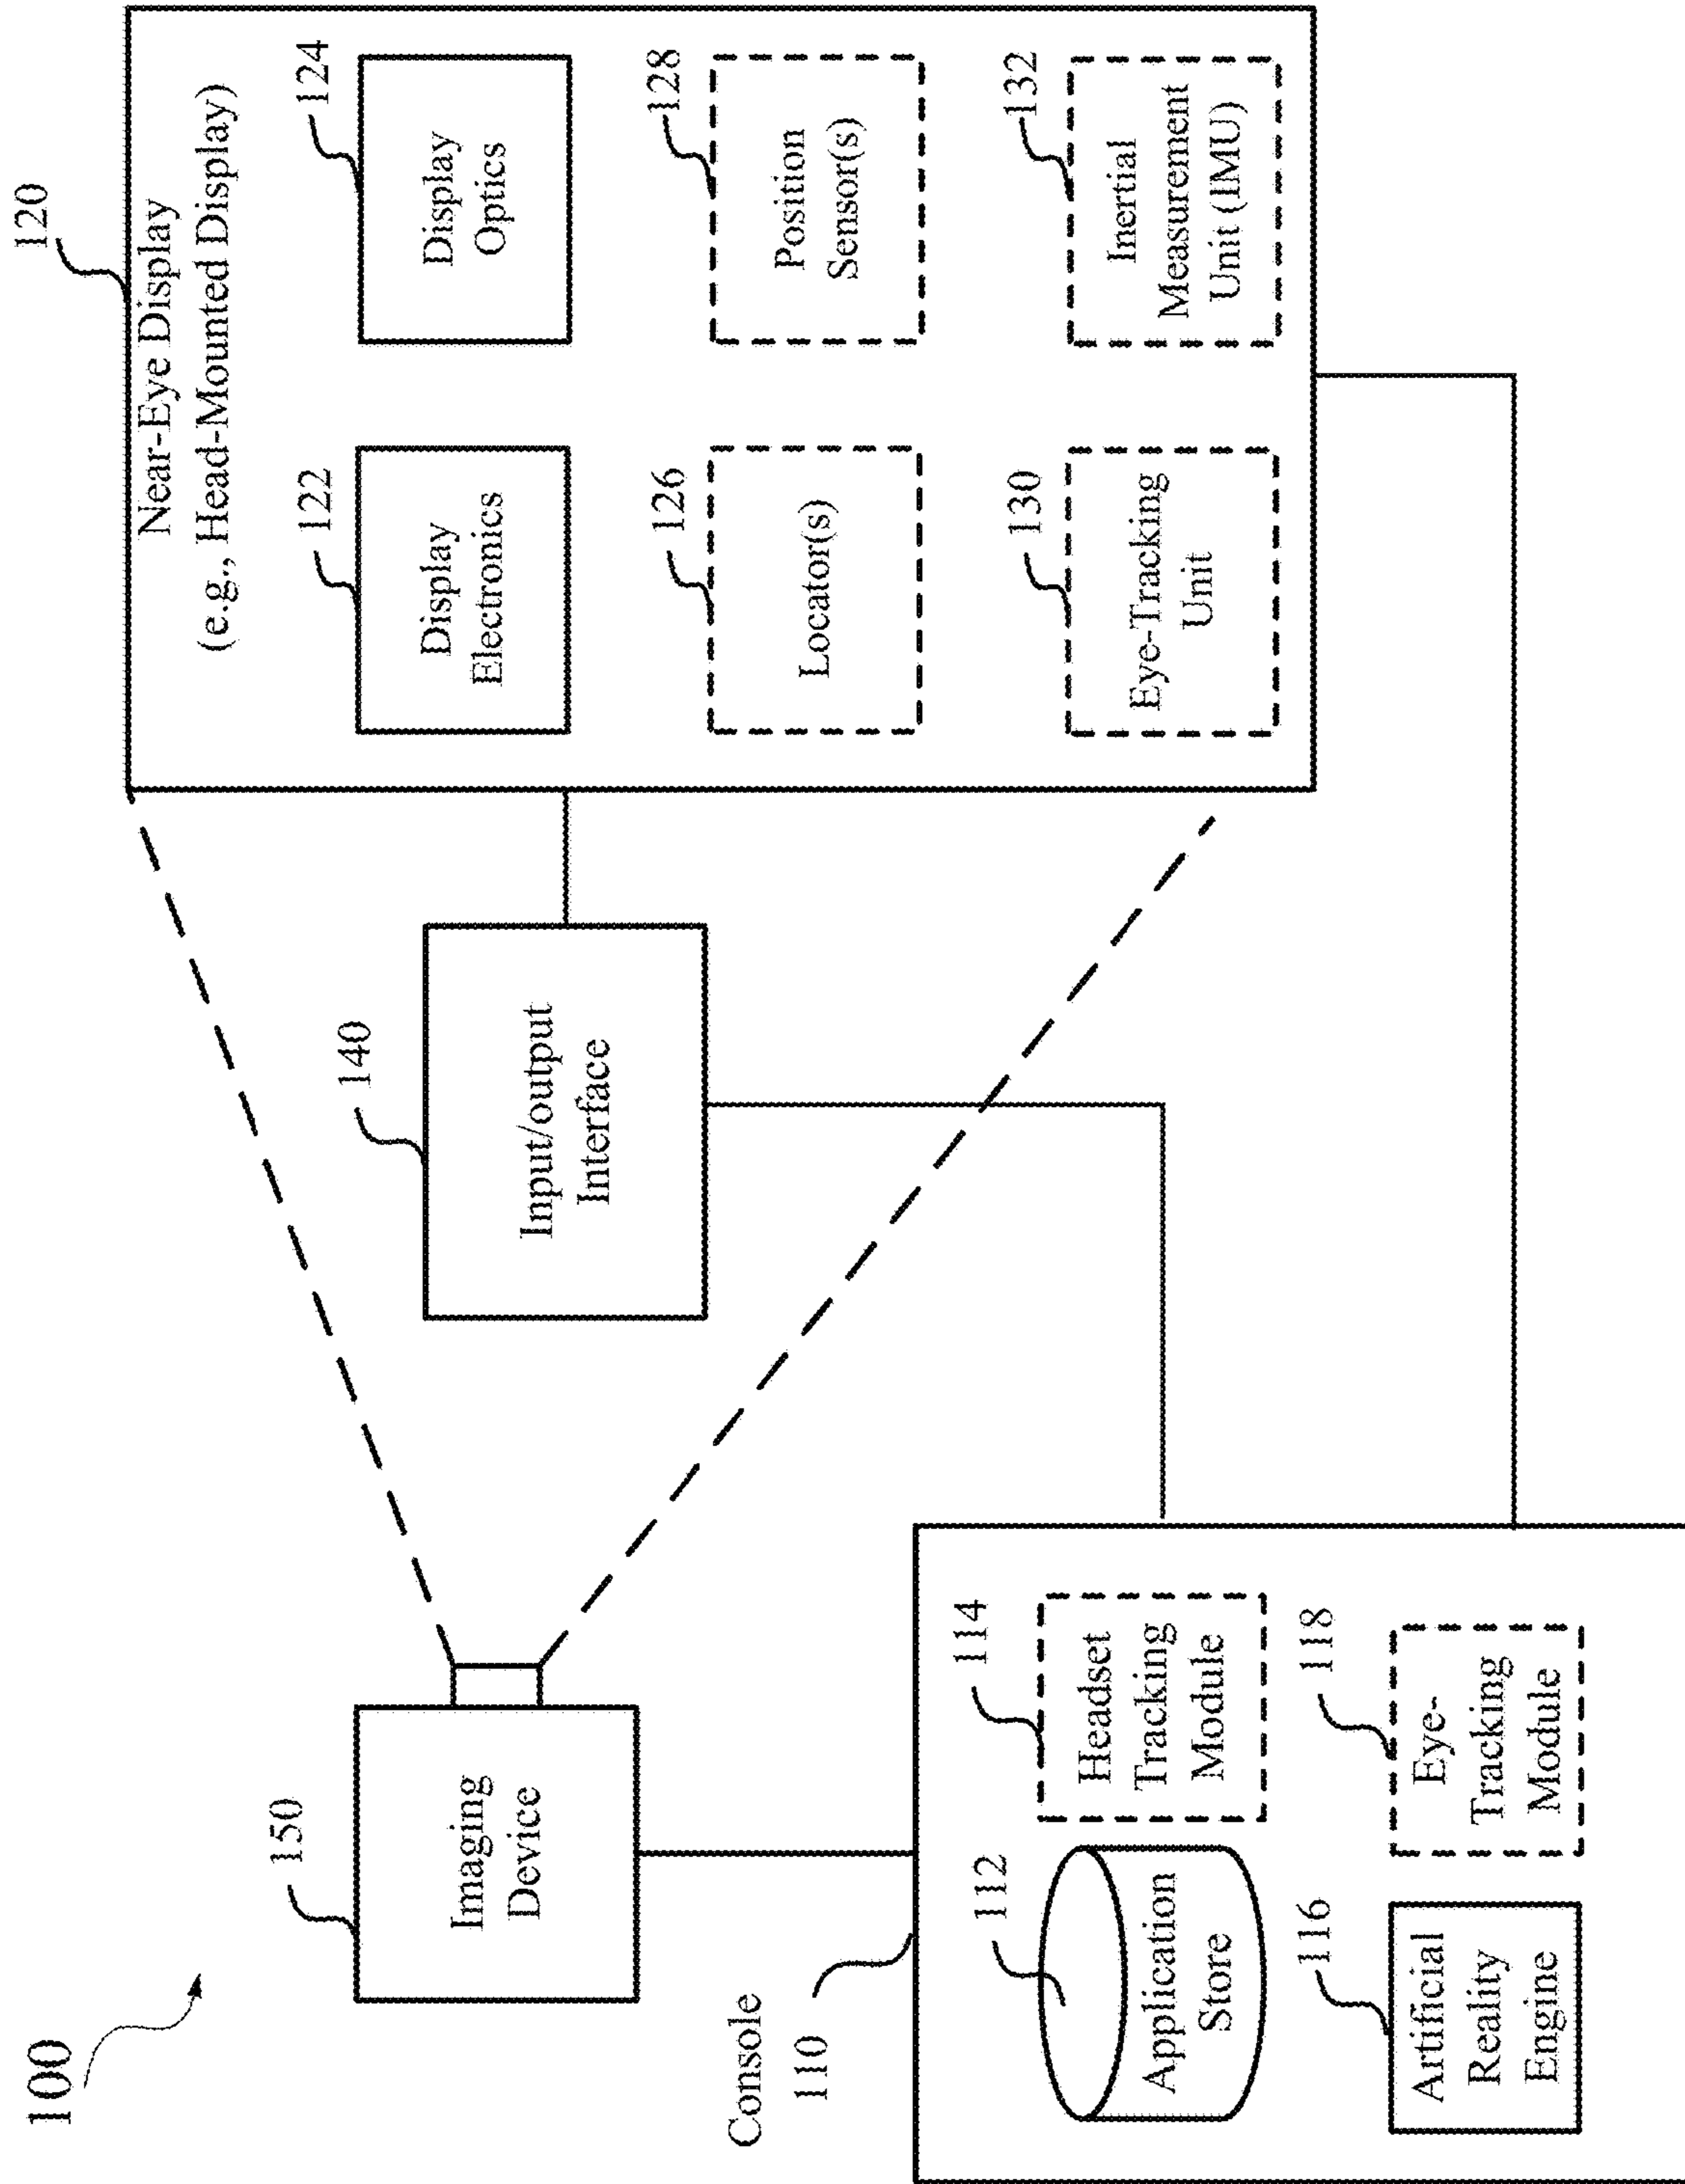 100
120
Near-Eye Display
(e.g., Head-Mounted Display)
122
Display
Electronics
124
Display
Optics
126
Locator(s)
128
Position
Sensor(s)
130
Eye-Tracking
Unit
132
Inertial
Measurement
Unit (IMU)
140
Input/output
Interface
150
Imaging
Device
Console
110
112
Application
Store
114
Headset
Tracking
Module
116
Artificial
Reality
Engine
118
Eye-
Tracking
Module